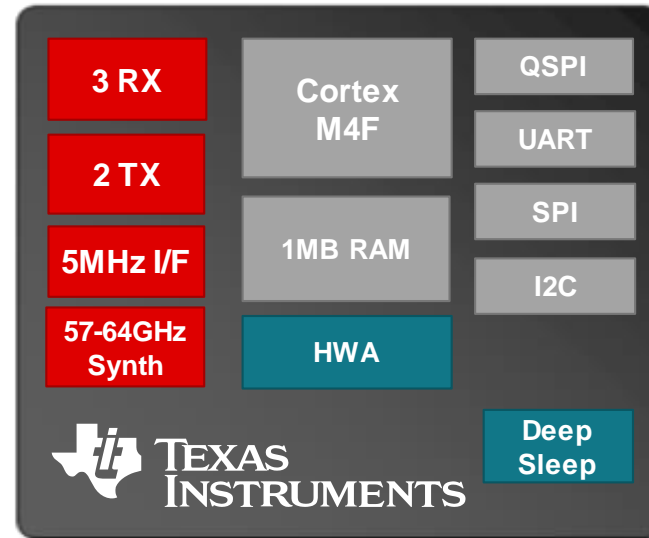 3 RX
2 TX
5MHz I/F
57-64GHz
Synth
Cortex
M4F
1MB RAM
HWA
QSPI
UART
SPI
I2C
Deep
Sleep
TEXAS
INSTRUMENTS